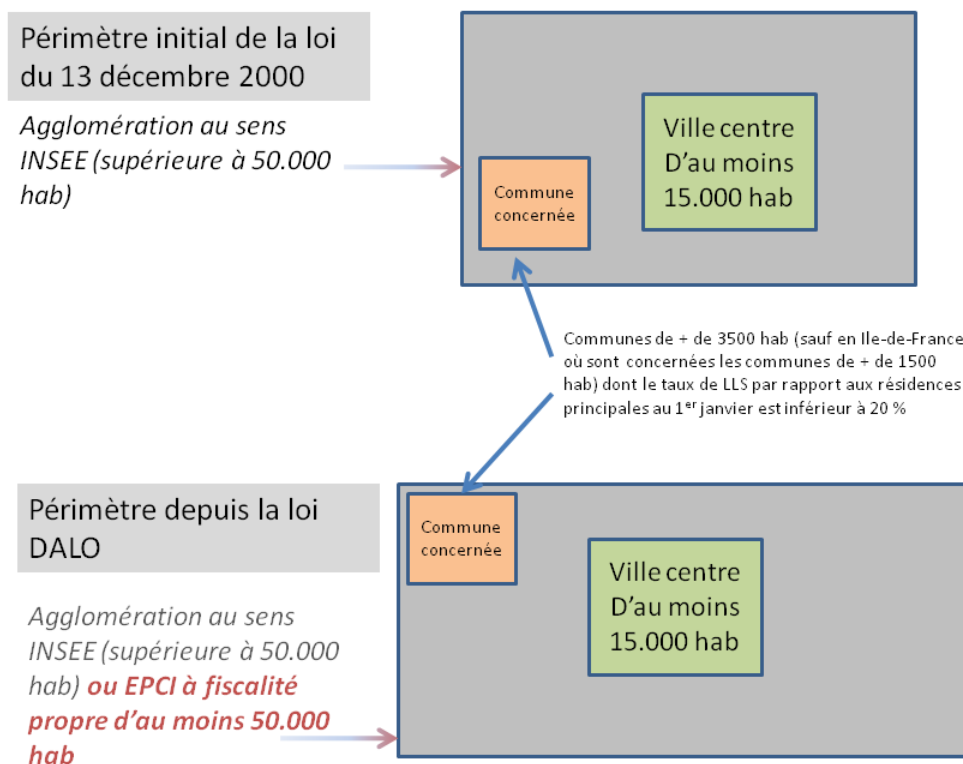 Périmètre initial de la loi
du 13 décembre 2000
Agglomération au sens
INSEE (supérieure à 50.000
hab)
Ville centre
D'au moins
15.000 hab
Commune
concernée
Communes de + de 3500 hab (sauf en Ile-de-France
où sont concernées les communes de + de 1500
hab) dont le taux de LLS par rapport aux résidences
principales au 1er janvier est inférieur à 20 %
Périmètre depuis la loi
DALO
Commune
concernée
Ville centre
D'au moins
15.000 hab
Agglomération au sens
INSEE (supérieure à 50.000
hab) ou EPCI à fiscalité
propre d'au moins 50.000
hab